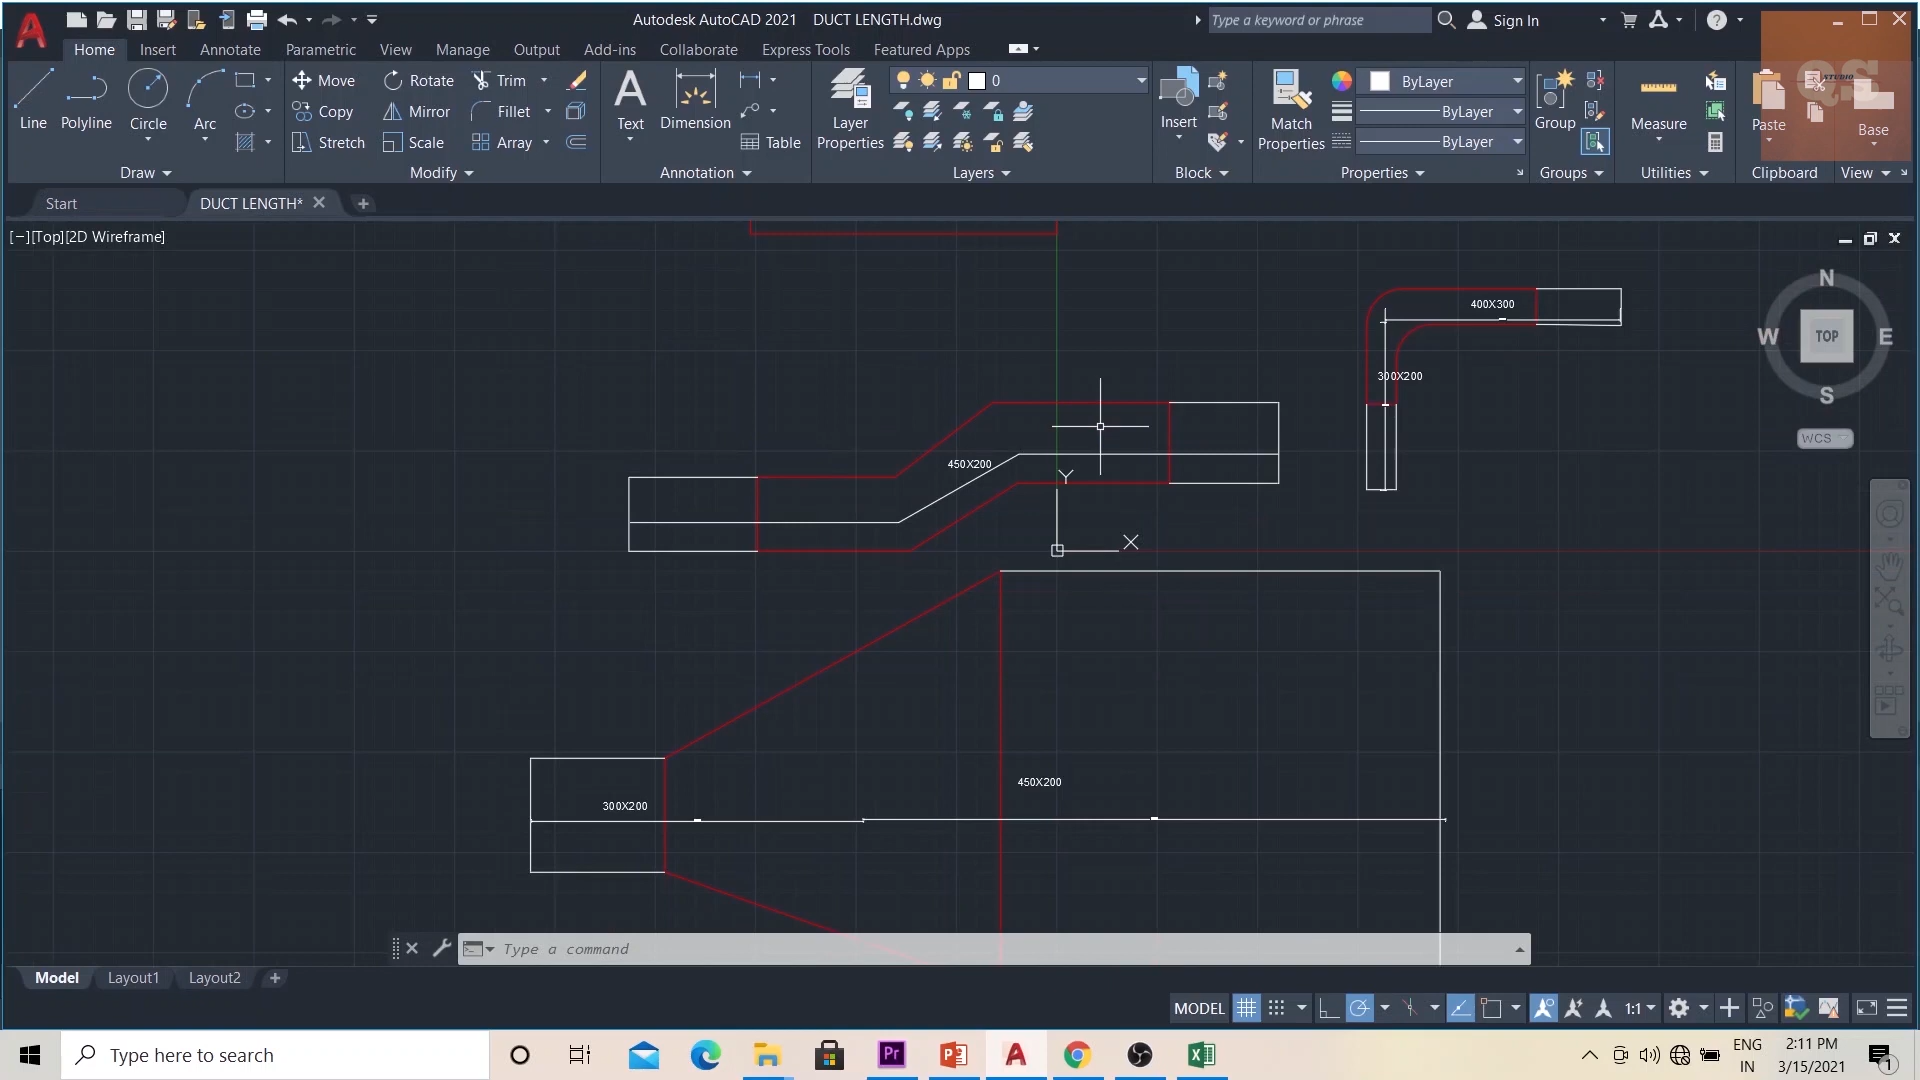 Autodesk AutoCAD 2021 DUCT LENGTH.dwg
Type a keyword or phrase
Sign In
Home Insert Annotate Parametric View Manage Output Add-ins Collaborate Express Tools Featured Apps
Line Polyline Circle Arc
Move Rotate Trim
Copy Mirror Fillet
Stretch Scale Array
Text Dimension Table
Layer Properties
0
Insert
Match Properties
ByLayer
ByLayer
ByLayer
Group
Measure
Paste
Base
QS
STUDIO
Draw Modify Annotation Layers Block Properties Groups Utilities Clipboard View
Start DUCT LENGTH*
[−][Top][2D Wireframe]
N
W TOP E
S
WCS
400X300
300X200
450X200
Y
X
450X200
300X200
Type a command
Model Layout1 Layout2
MODEL 1:1
Type here to search
Pr
ENG
IN
2:11 PM
3/15/2021
1